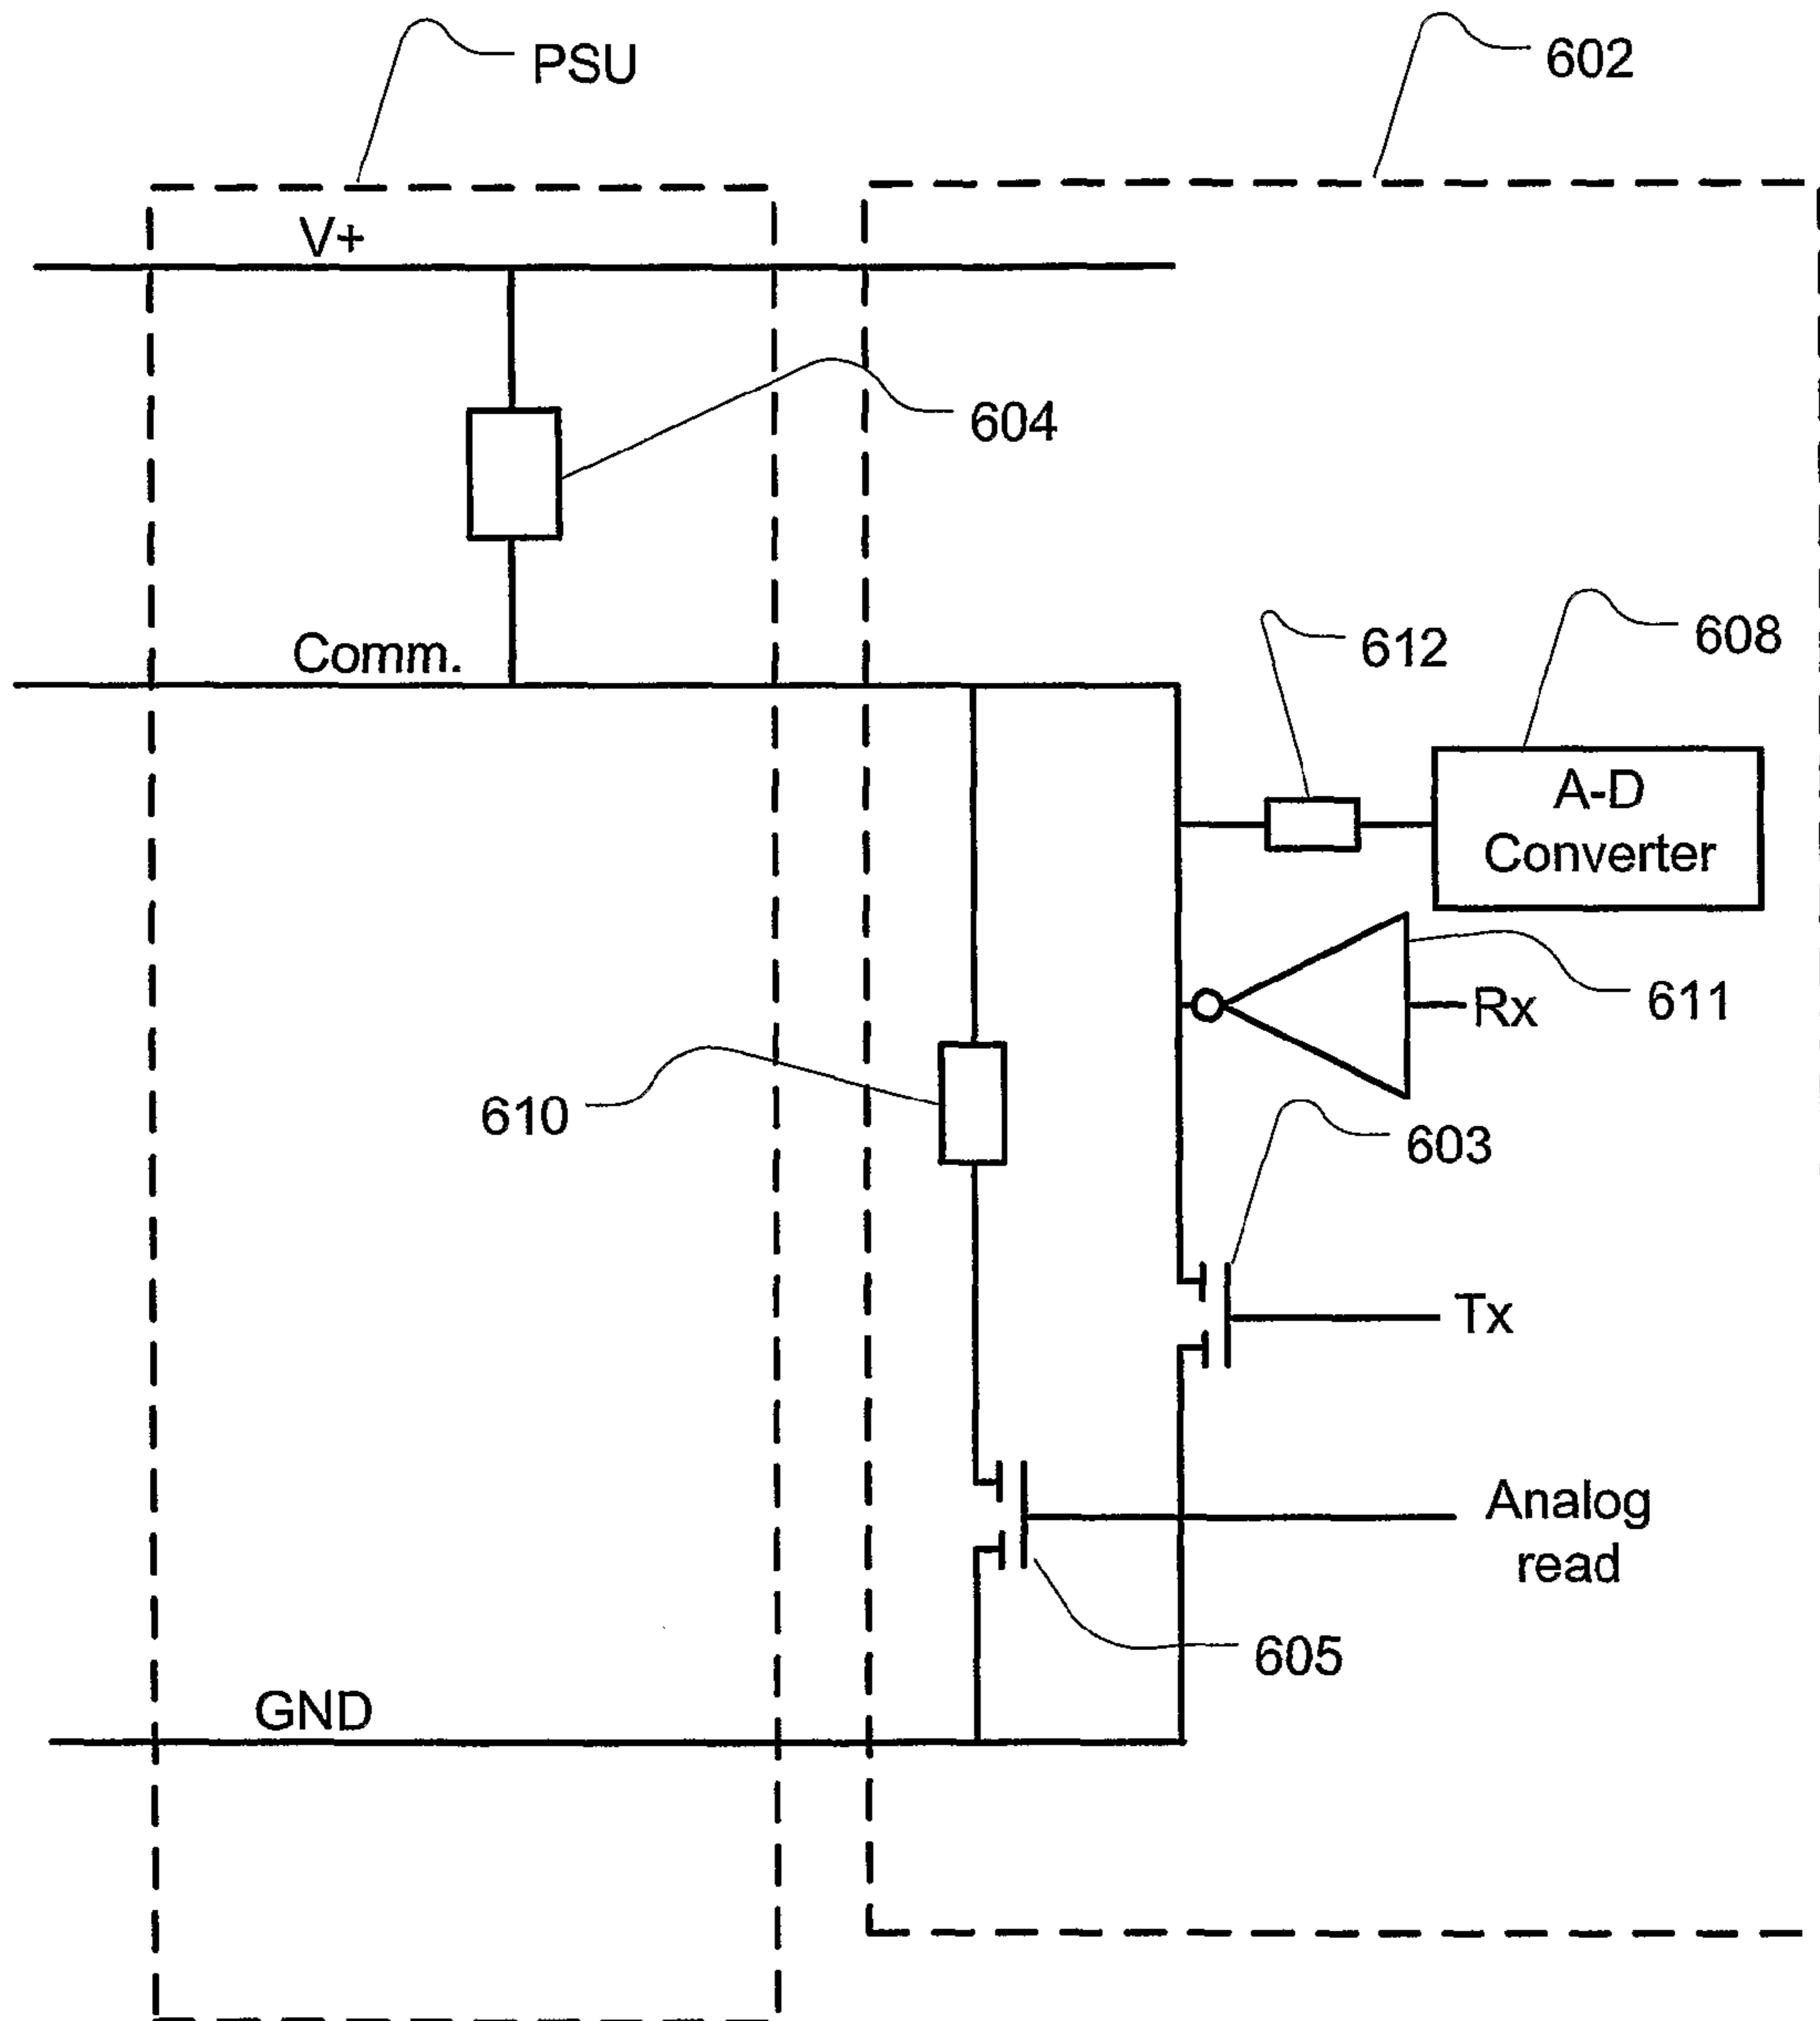 PSU
602
V+
604
Comm.
612
608
A-D
Converter
Rx
611
610
603
Tx
Analog
read
605
GND